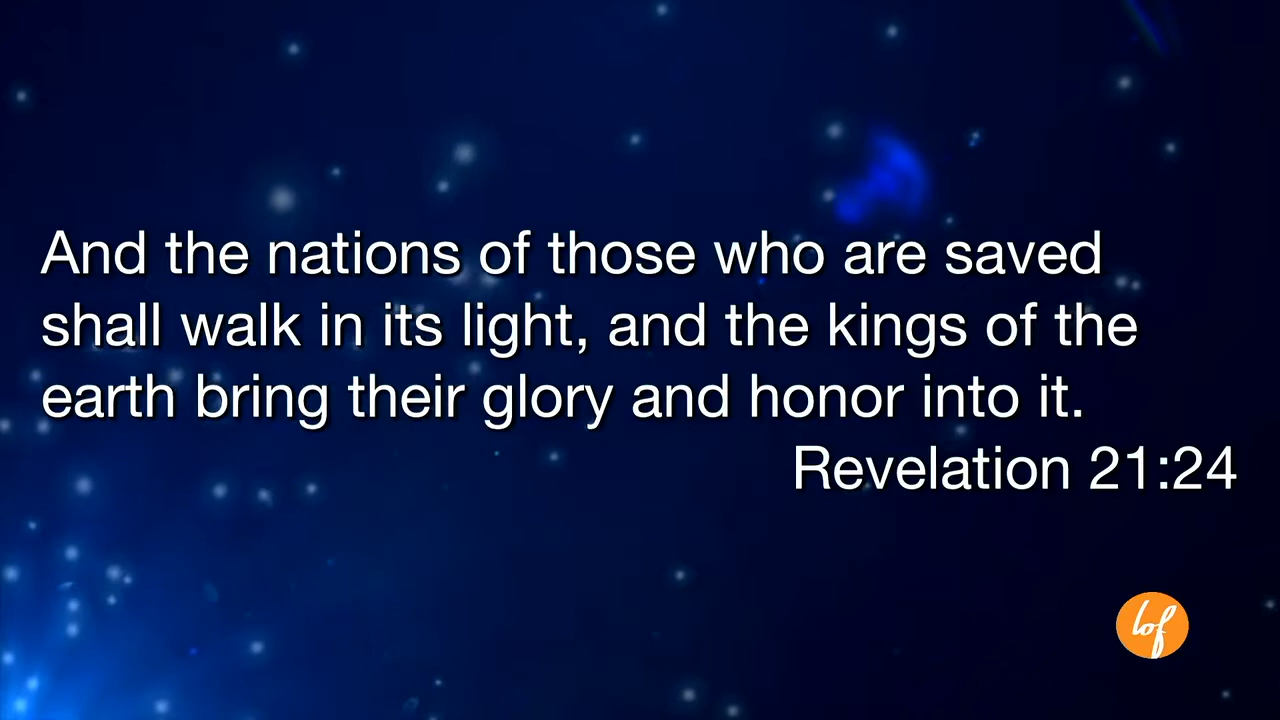 And the nations of those who are saved
shall walk in its light, and the kings of the
earth bring their glory and honor into it.
Revelation 21:24
lof